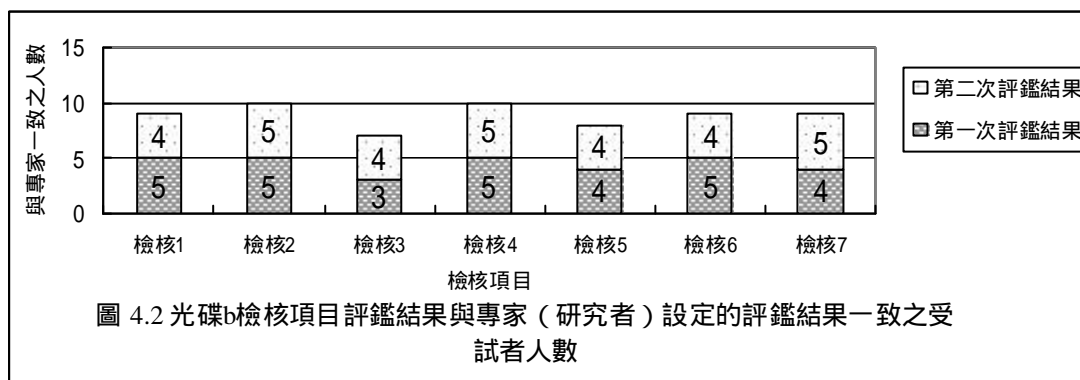 與專家一致之人數
15
10
5
0
4
5
4
5
4
4
5
5
5
3
5
4
5
4
檢核1
檢核2
檢核3
檢核4
檢核5
檢核6
檢核7
檢核項目
第二次評鑑結果
第一次評鑑結果
圖 4.2 光碟b檢核項目評鑑結果與專家（研究者）設定的評鑑結果一致之受
試者人數